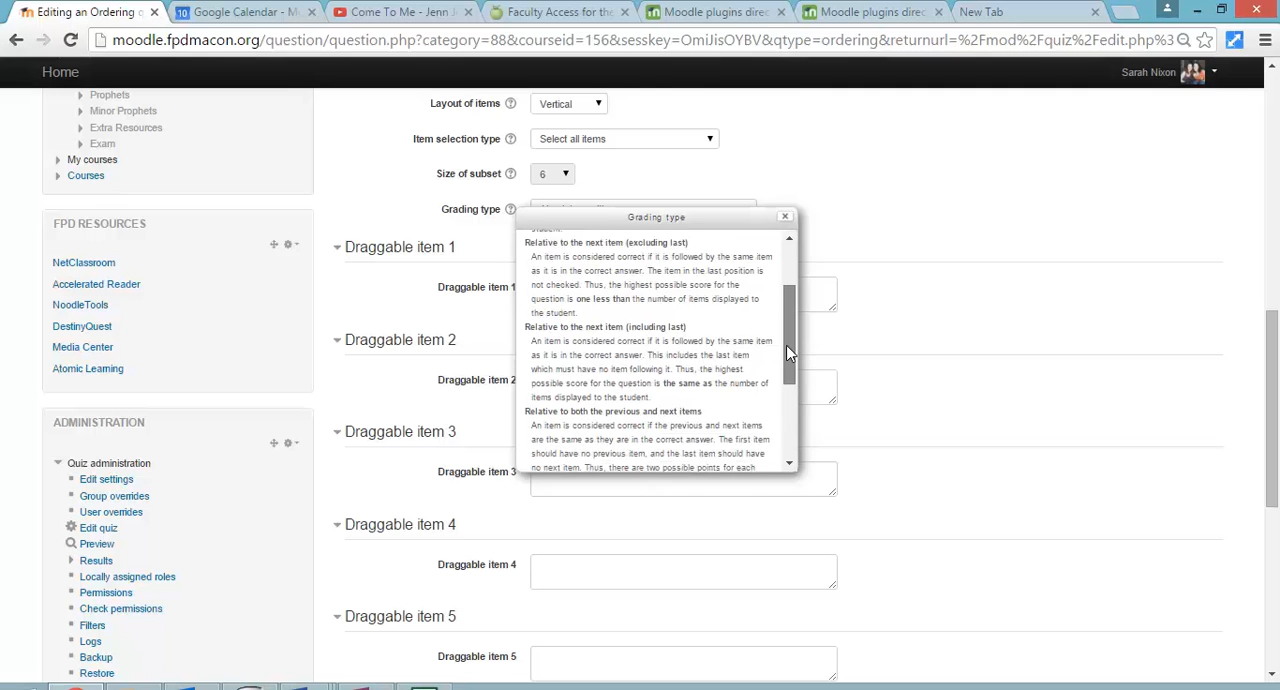 Editing an Ordering q
Google Calendar - M
Come To Me - Jenn J
Faculty Access for the
Moodle plugins direc
Moodle plugins direc
New Tab
moodle.fpdmacon.org/question/question.php?category=88&courseid=156&sesskey=OmiJisOYBV&qtype=ordering&returnurl=%2Fmod%2Fquiz%2Fedit.php%3
Home
Sarah Nixon
Prophets
Minor Prophets
Extra Resources
Exam
My courses
Courses
FPD RESOURCES
NetClassroom
Accelerated Reader
NoodleTools
DestinyQuest
Media Center
Atomic Learning
ADMINISTRATION
Quiz administration
Edit settings
Group overrides
User overrides
Edit quiz
Preview
Results
Locally assigned roles
Permissions
Check permissions
Filters
Logs
Backup
Restore
Layout of items
Vertical
Item selection type
Select all items
Size of subset
6
Grading type
Draggable item 1
Draggable item 1
Draggable item 2
Draggable item 2
Draggable item 3
Draggable item 3
Draggable item 4
Draggable item 4
Draggable item 5
Draggable item 5
Grading type
student.
Relative to the next item (excluding last)
An item is considered correct if it is followed by the same item
as it is in the correct answer. The item in the last position is
not checked. Thus, the highest possible score for the
question is one less than the number of items displayed to
the student.
Relative to the next item (including last)
An item is considered correct if it is followed by the same item
as it is in the correct answer. This includes the last item
which must have no item following it. Thus, the highest
possible score for the question is the same as the number of
items displayed to the student.
Relative to both the previous and next items
An item is considered correct if the previous and next items
are the same as they are in the correct answer. The first item
should have no previous item, and the last item should have
no next item. Thus, there are two possible points for each